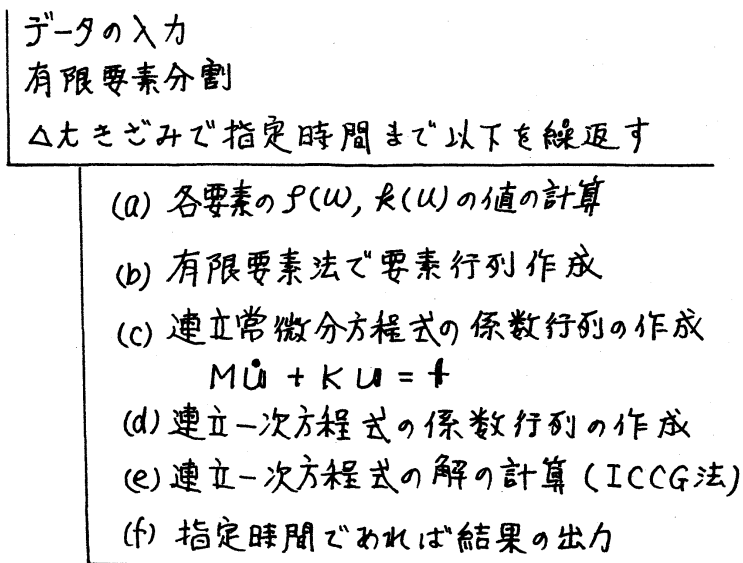 データの入力
有限要素分割
Δtきざみで指定時間まで以下を繰返す
(a) 各要素のρ(u), k(u)の値の計算
(b) 有限要素法で要素行列作成
(c) 連立常微分方程式の係数行列の作成
Mu̇ + Ku = f
(d) 連立一次方程式の係数行列の作成
(e) 連立一次方程式の解の計算 (ICCG法)
(f) 指定時間であれば結果の出力